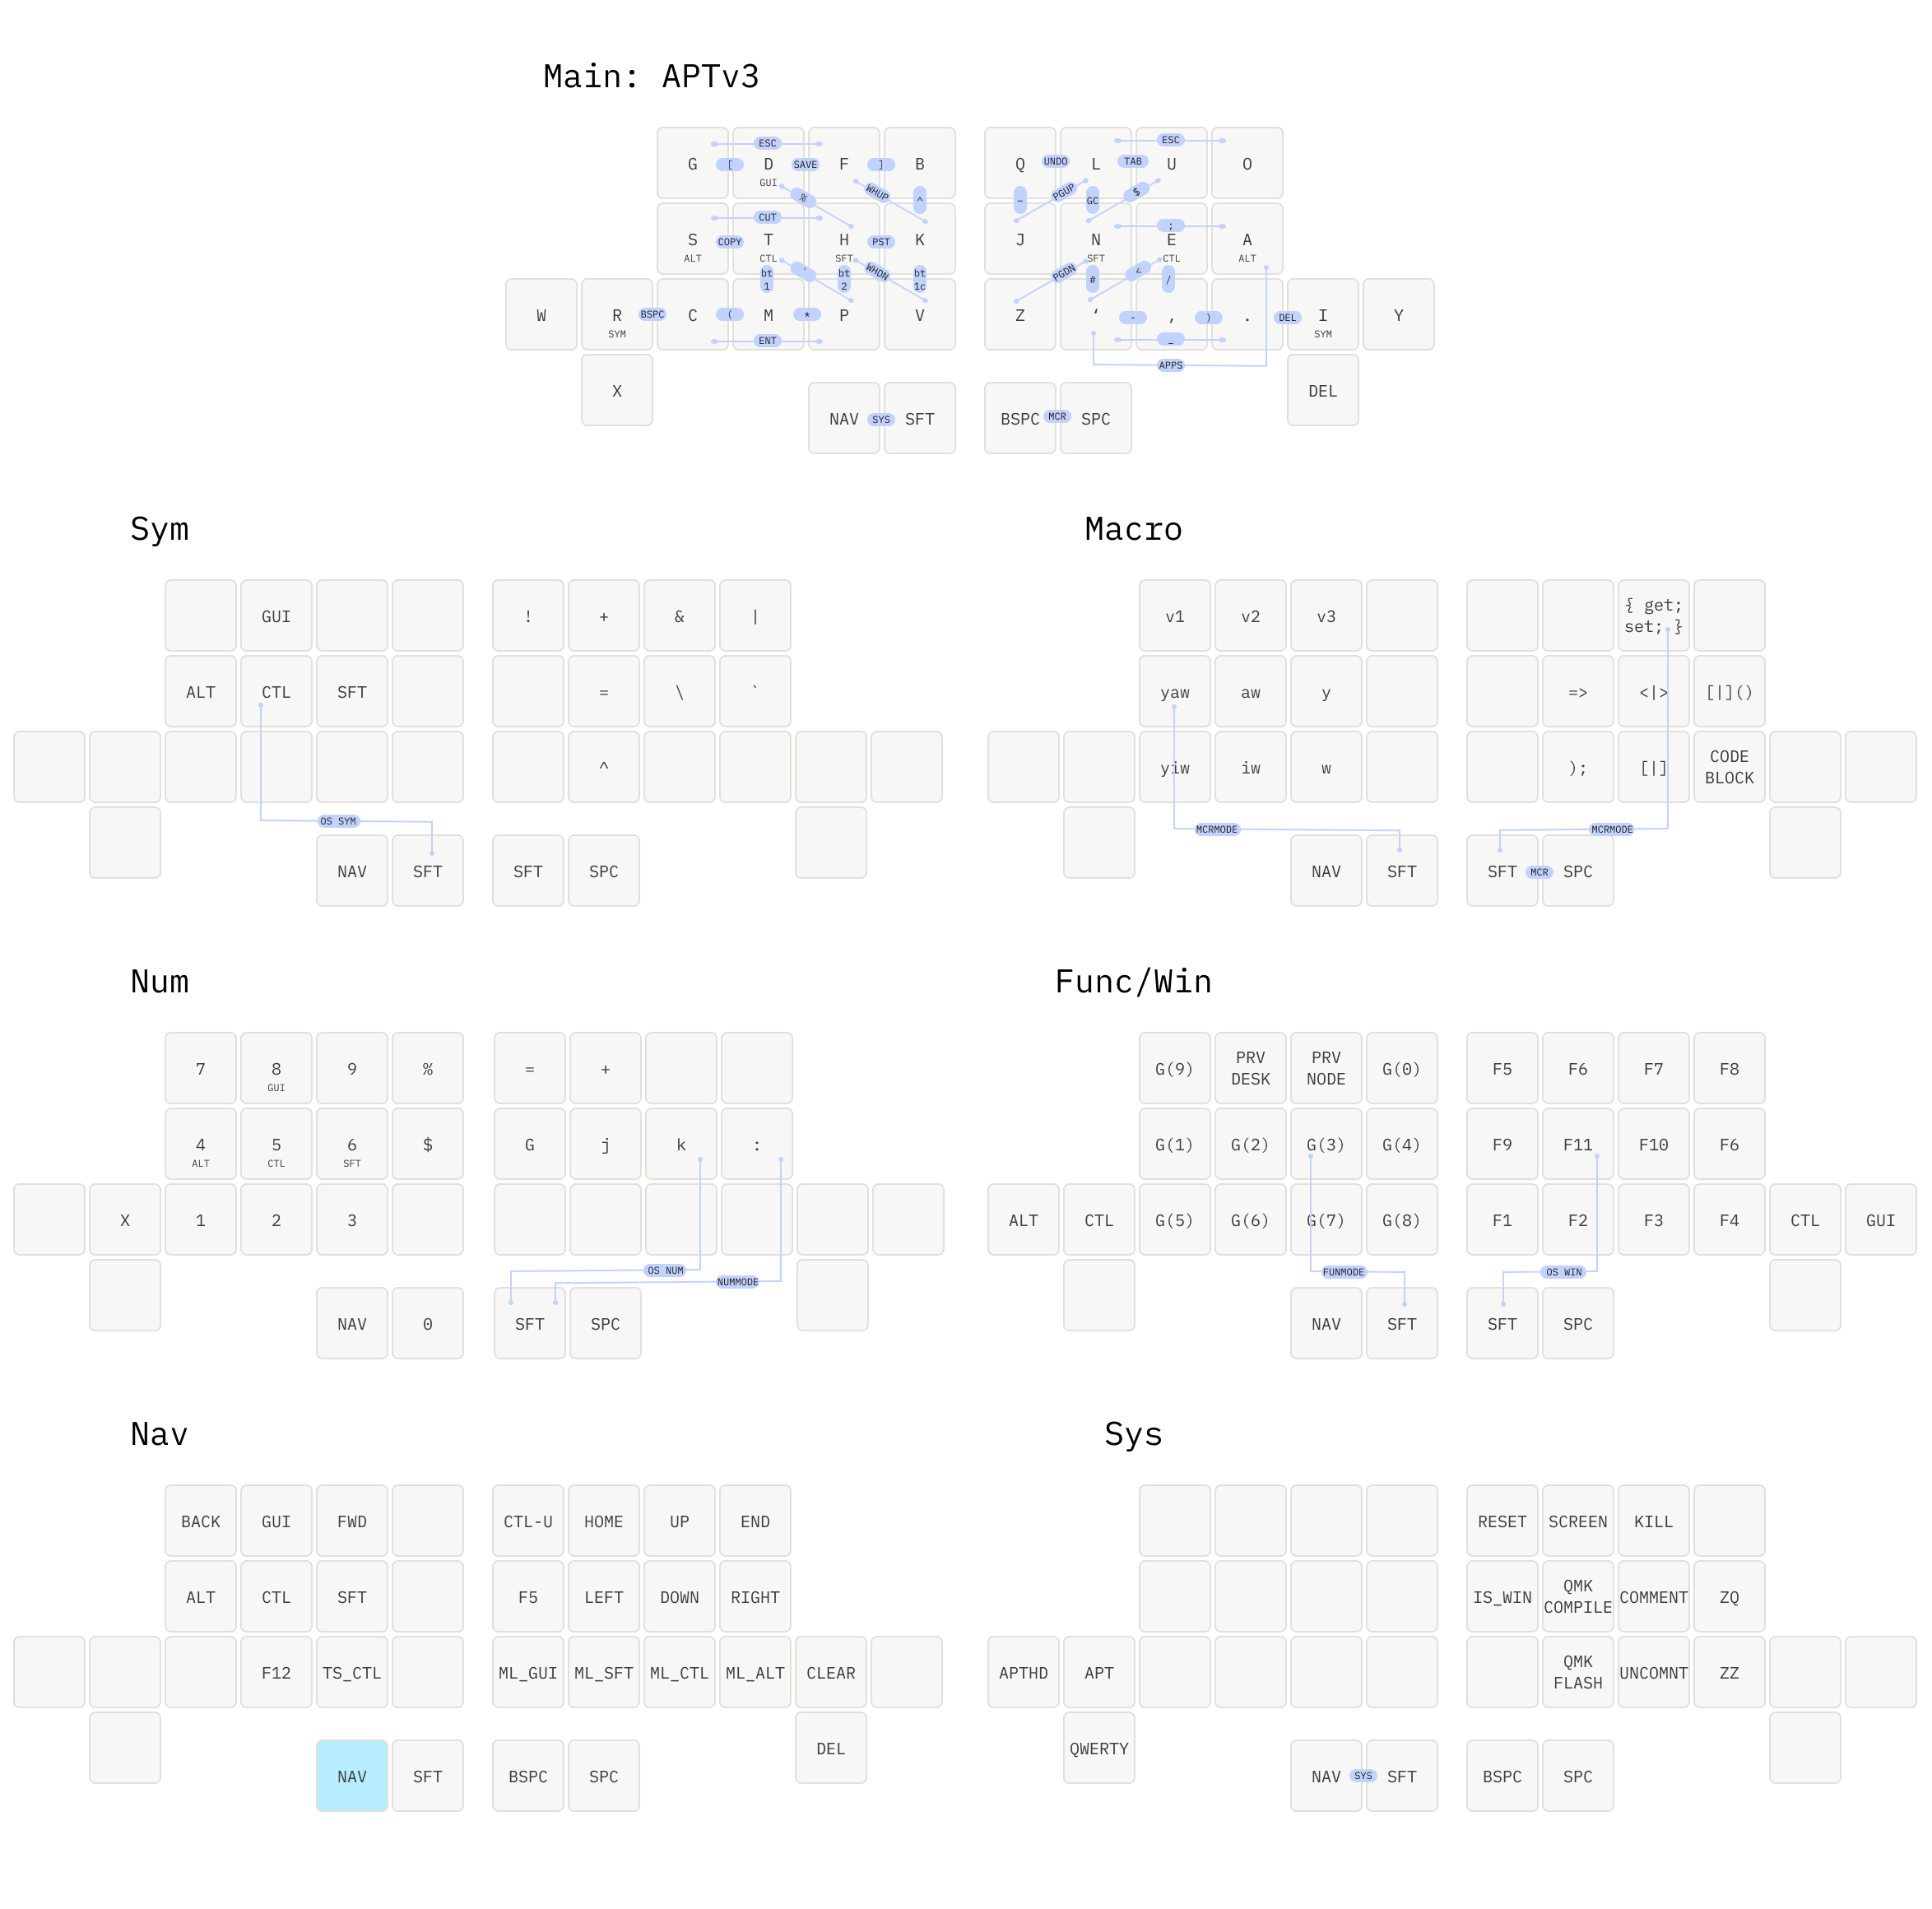 Main: APTv3
ESC ESC
G [ D SAVE F ] B Q UNDO L TAB U O
GUI
% WHUP ^ ~ PGUP GC $
CUT ;
S COPY T H PST K J N E A
ALT CTL SFT SFT CTL ALT
bt 1 ` bt 2 WHDN bt 1c PGDN # < /
W R BSPC C ( M * P V Z ‘ - , ) . DEL I Y
SYM SYM
ENT _
APPS
X DEL
NAV SYS SFT BSPC MCR SPC
Sym
GUI ! + & |
ALT CTL SFT = \ `
^
OS SYM
NAV SFT SFT SPC
Macro
v1 v2 v3 { get;
set; }
yaw aw y => <|> [|]()
yiw iw w ); [|] CODE
BLOCK
MCRMODE MCRMODE
NAV SFT SFT MCR SPC
Num
7 8 9 % = +
GUI
4 5 6 $ G j k :
ALT CTL SFT
X 1 2 3
OS NUM
NUMMODE
NAV 0 SFT SPC
Func/Win
G(9) PRV
DESK PRV
NODE G(0) F5 F6 F7 F8
G(1) G(2) G(3) G(4) F9 F11 F10 F6
ALT CTL G(5) G(6) G(7) G(8) F1 F2 F3 F4 CTL GUI
FUNMODE OS WIN
NAV SFT SFT SPC
Nav
BACK GUI FWD CTL-U HOME UP END
ALT CTL SFT F5 LEFT DOWN RIGHT
F12 TS_CTL ML_GUI ML_SFT ML_CTL ML_ALT CLEAR
DEL
NAV SFT BSPC SPC
Sys
RESET SCREEN KILL
IS_WIN QMK
COMPILE COMMENT ZQ
APTHD APT QMK
FLASH UNCOMNT ZZ
QWERTY
NAV SYS SFT BSPC SPC